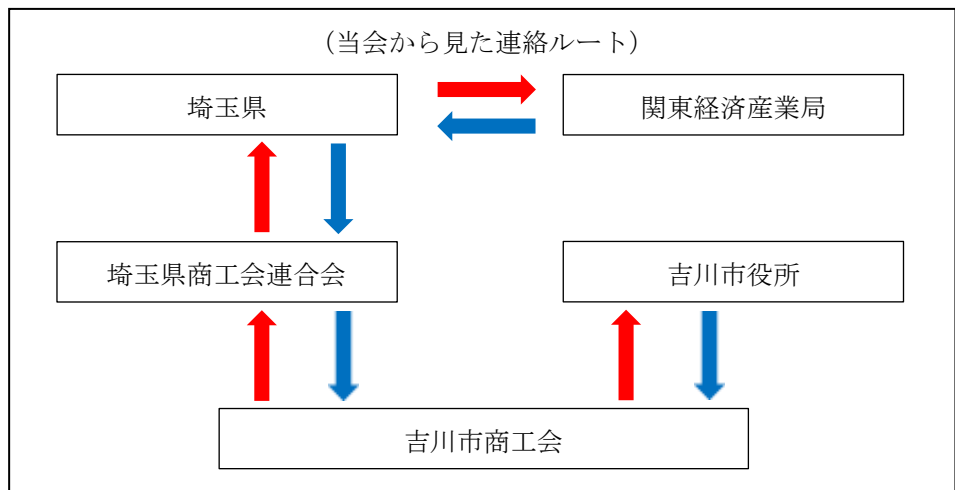 （当会から見た連絡ルート）
埼玉県
関東経済産業局
埼玉県商工会連合会
吉川市役所
吉川市商工会